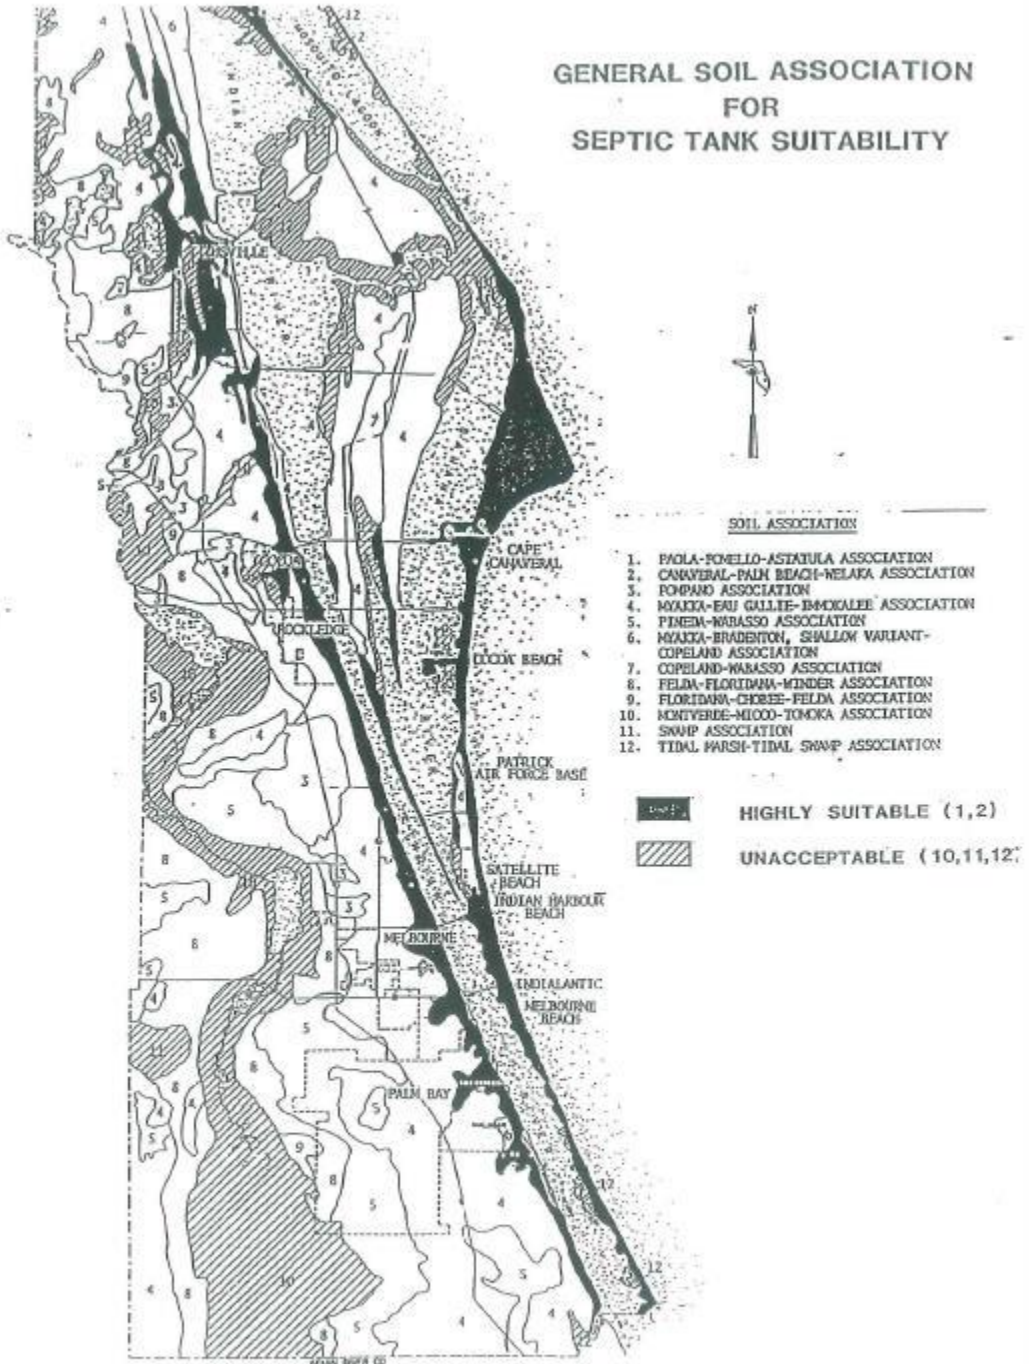 GENERAL SOIL ASSOCIATION
FOR
SEPTIC TANK SUITABILITY
MOSQUITO LAGOON
INDIAN
N
SOIL ASSOCIATION
1. PAOLA-POMELLO-ASTATULA ASSOCIATION
2. CANAVERAL-PALM BEACH-WELAKA ASSOCIATION
3. POMPANO ASSOCIATION
4. MYAKKA-EAU GALLIE-IMMOKALEE ASSOCIATION
5. PINEDA-WABASSO ASSOCIATION
6. MYAKKA-BRADENTON, SHALLOW VARIANT-
COPELAND ASSOCIATION
7. COPELAND-WABASSO ASSOCIATION
8. FELDA-FLORIDANA-WINDER ASSOCIATION
9. FLORIDANA-CHOBEE-FELDA ASSOCIATION
10. MONTVERDE-MICCO-TOMOKA ASSOCIATION
11. SWAMP ASSOCIATION
12. TIDAL MARSH-TIDAL SWAMP ASSOCIATION
HIGHLY SUITABLE (1,2)
UNACCEPTABLE (10,11,12;
CAPE
CANAVERAL
ROCKLEDGE
COCOA BEACH
PATRICK
AIR FORCE BASE
SATELLITE
BEACH
INDIAN HARBOUR
BEACH
MELBOURNE
INDIALANTIC
MELBOURNE
BEACH
PALM BAY
12
12